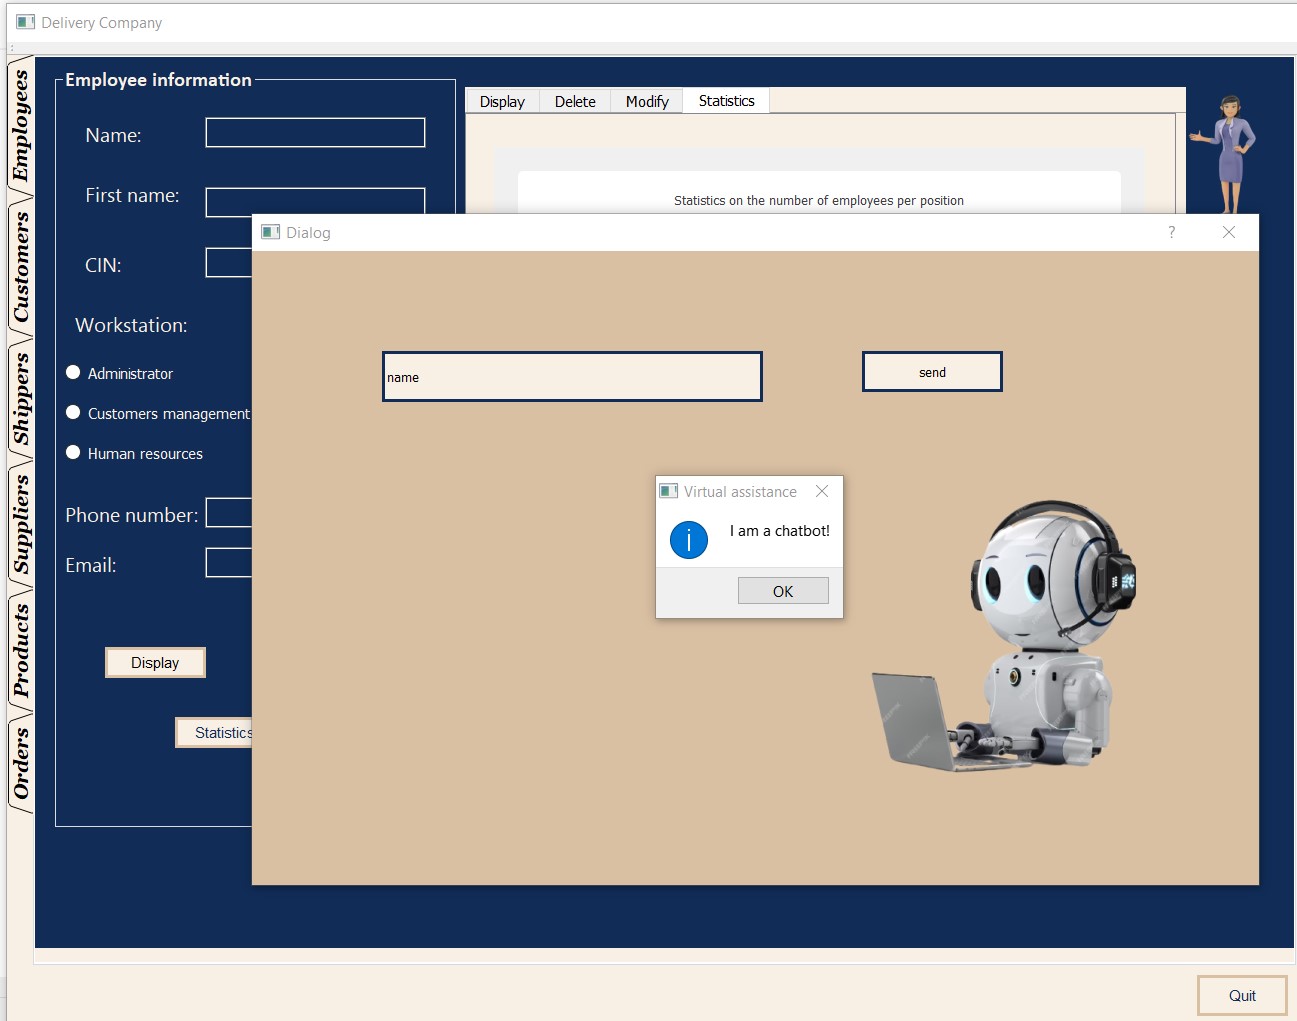 Delivery Company
Employees
Customers
Shippers
Suppliers
Products
Orders
Employee information
Name:
First name:
CIN:
Workstation:
Administrator
Customers management
Human resources
Phone number:
Email:
Display
Statistics
Display Delete Modify Statistics
Statistics on the number of employees per position
Dialog ?
name
send
Virtual assistance
i
I am a chatbot!
OK
Quit